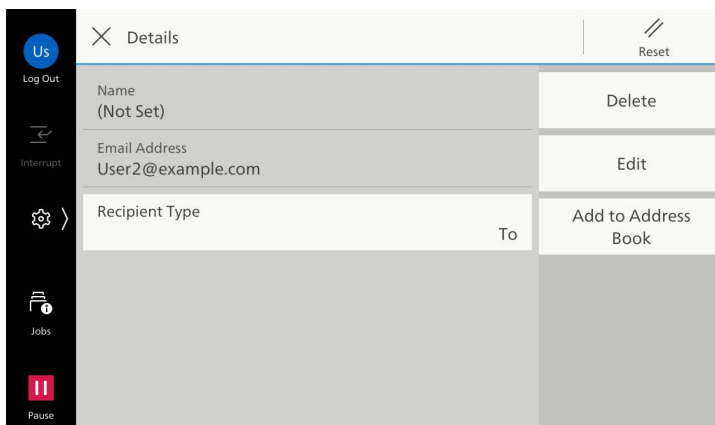 Us
Log Out
Interrupt
Jobs
Pause
Details
Reset
Name
(Not Set)
Email Address
User2@example.com
Recipient Type
To
Delete
Edit
Add to Address
Book